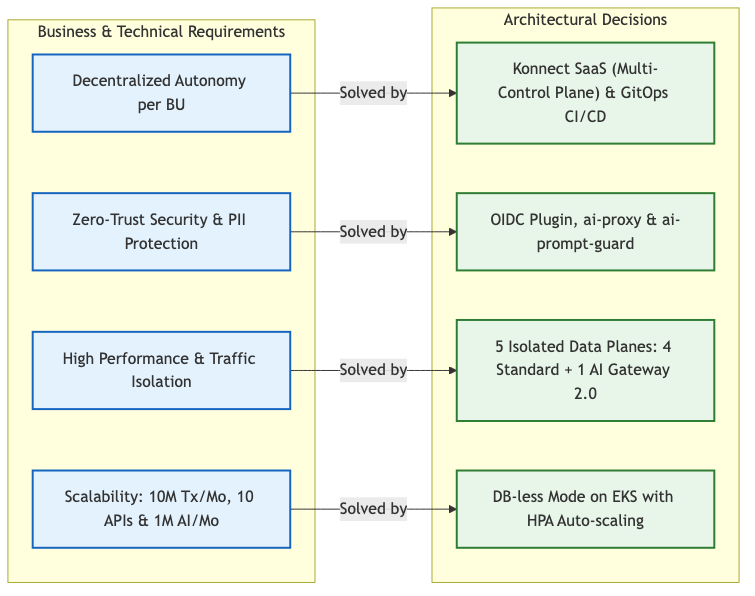 Business & Technical Requirements
Decentralized Autonomy
per BU
Zero-Trust Security & PII
Protection
High Performance & Traffic
Isolation
Scalability: 10M Tx/Mo, 10
APIs & 1M AI/Mo
Solved by
Solved by
Solved by
Solved by
Architectural Decisions
Konnect SaaS (Multi-
Control Plane) & GitOps
CI/CD
OIDC Plugin, ai-proxy & ai-
prompt-guard
5 Isolated Data Planes: 4
Standard + 1 AI Gateway
2.0
DB-less Mode on EKS with
HPA Auto-scaling